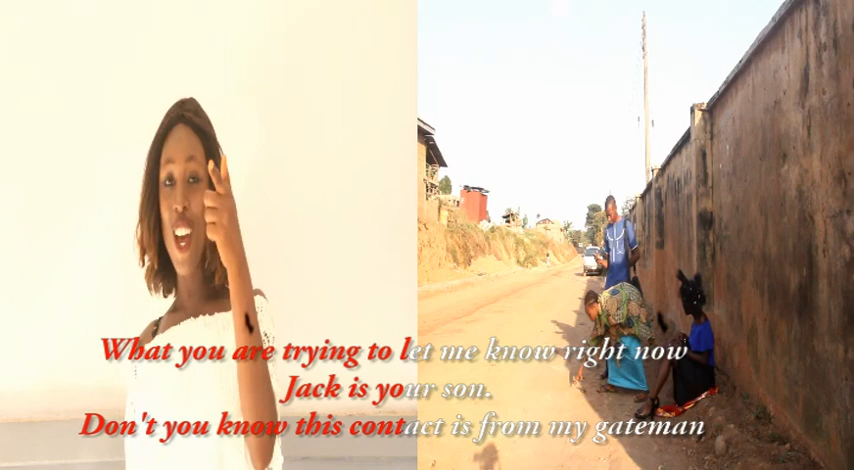 What you are trying to let me know right now
Jack is your son.
Don't you know this contact is from my gateman